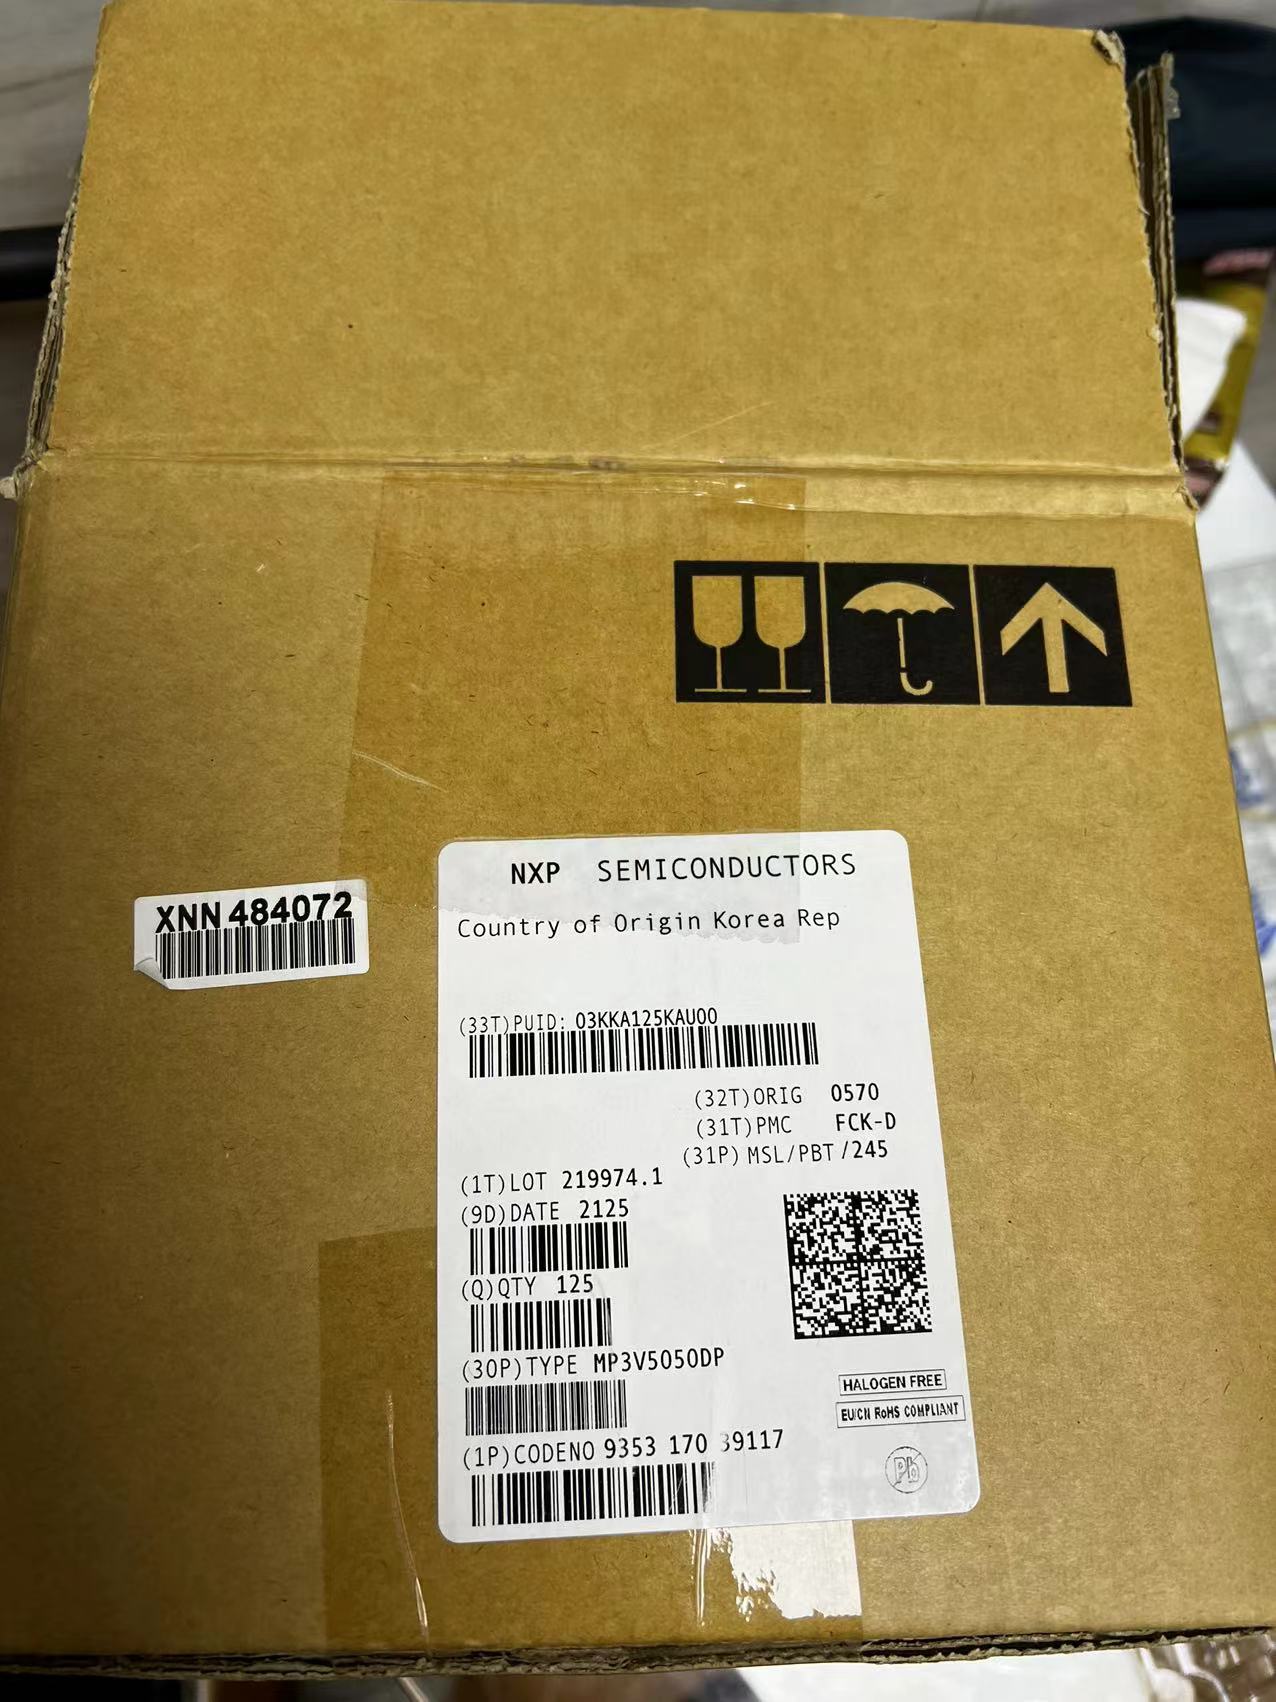 XNN 484072
NXP SEMICONDUCTORS
Country of Origin Korea Rep
(33T)PUID: 03KKA125KAU00
(32T)ORIG 0570
(31T)PMC FCK-D
(31P)MSL/PBT /245
(1T)LOT 219974.1
(9D)DATE 2125
(Q)QTY 125
(30P)TYPE MP3V5050DP
(1P)CODENO 9353 170 39117
HALOGEN FREE
EU/CN RoHS COMPLIANT
Pb